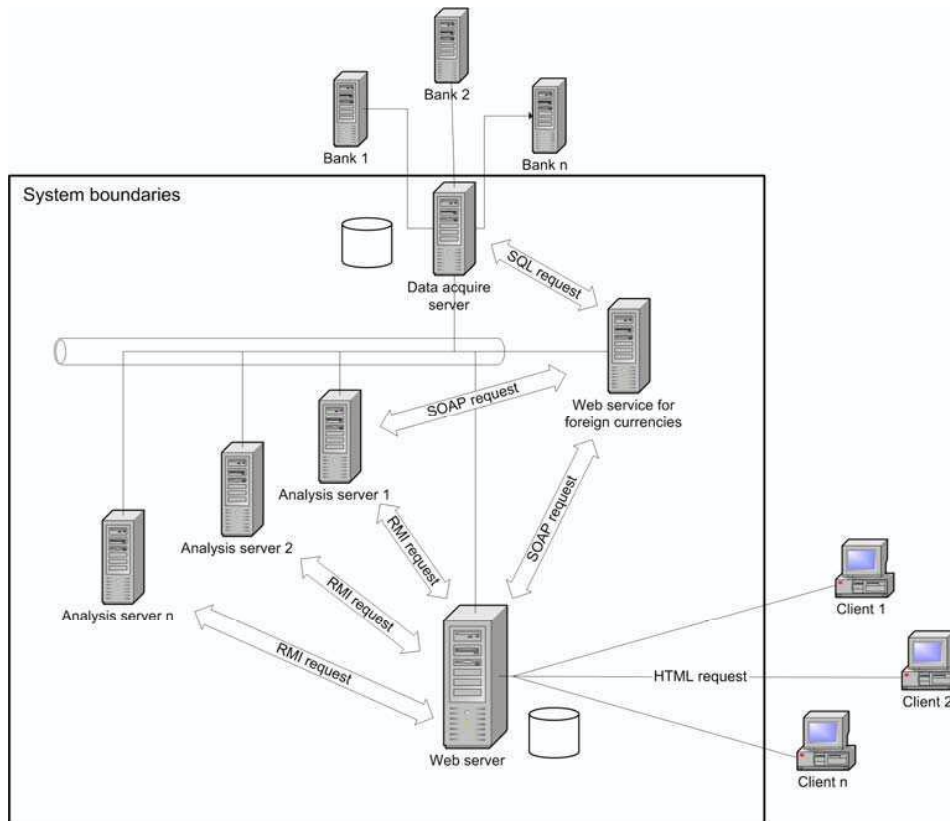 Bank 2
Bank 1
Bank n
System boundaries
SQL request
Data acquire
server
SOAP request
Web service for
foreign currencies
Analysis server 1
SOAP request
RMI request
Analysis server 2
RMI request
Analysis server n
RMI request
Client 1
HTML request
Client 2
Web server
Client n